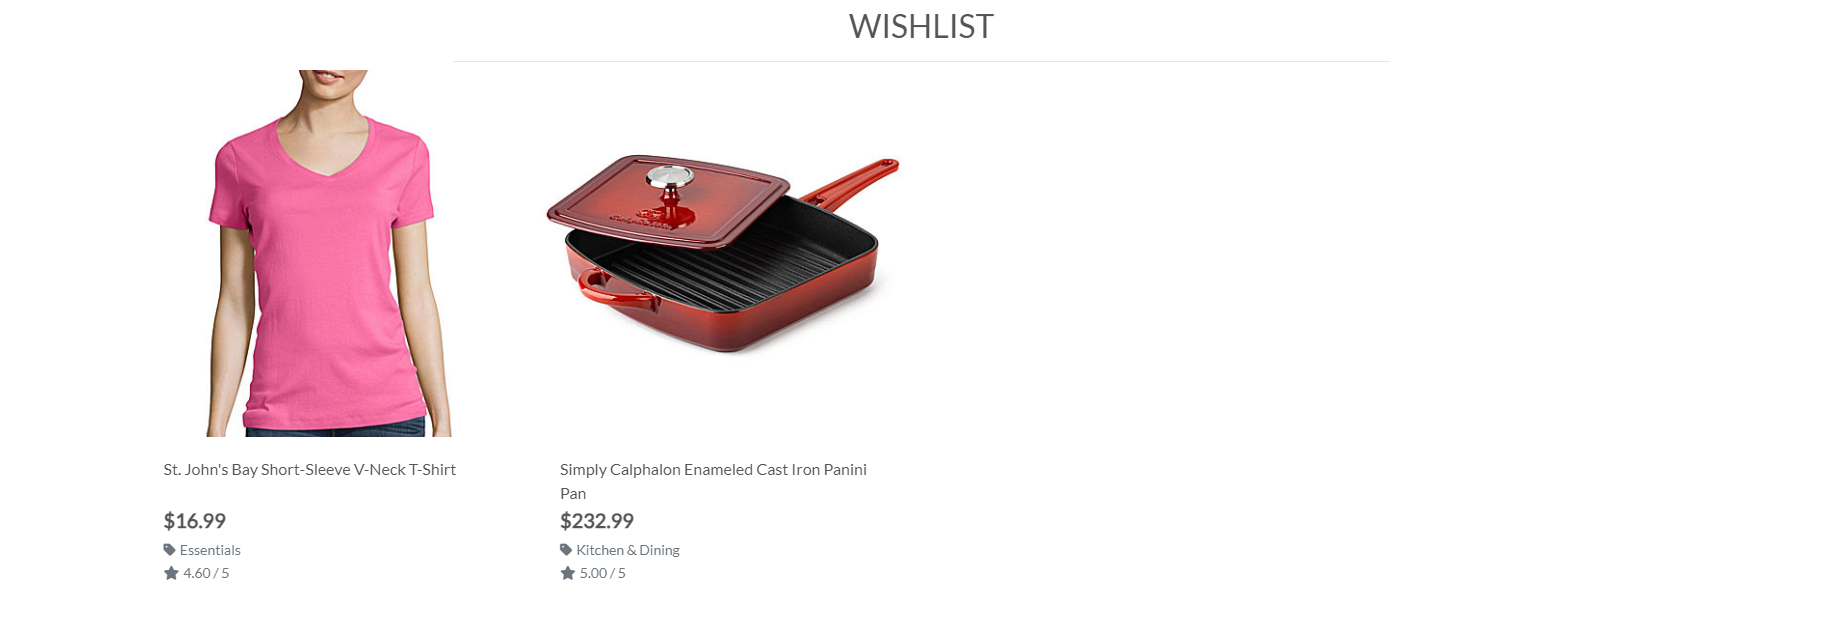 WISHLIST
St. John's Bay Short-Sleeve V-Neck T-Shirt
$16.99
Essentials
4.60 / 5
Simply Calphalon Enameled Cast Iron Panini
Pan
$232.99
Kitchen & Dining
5.00 / 5